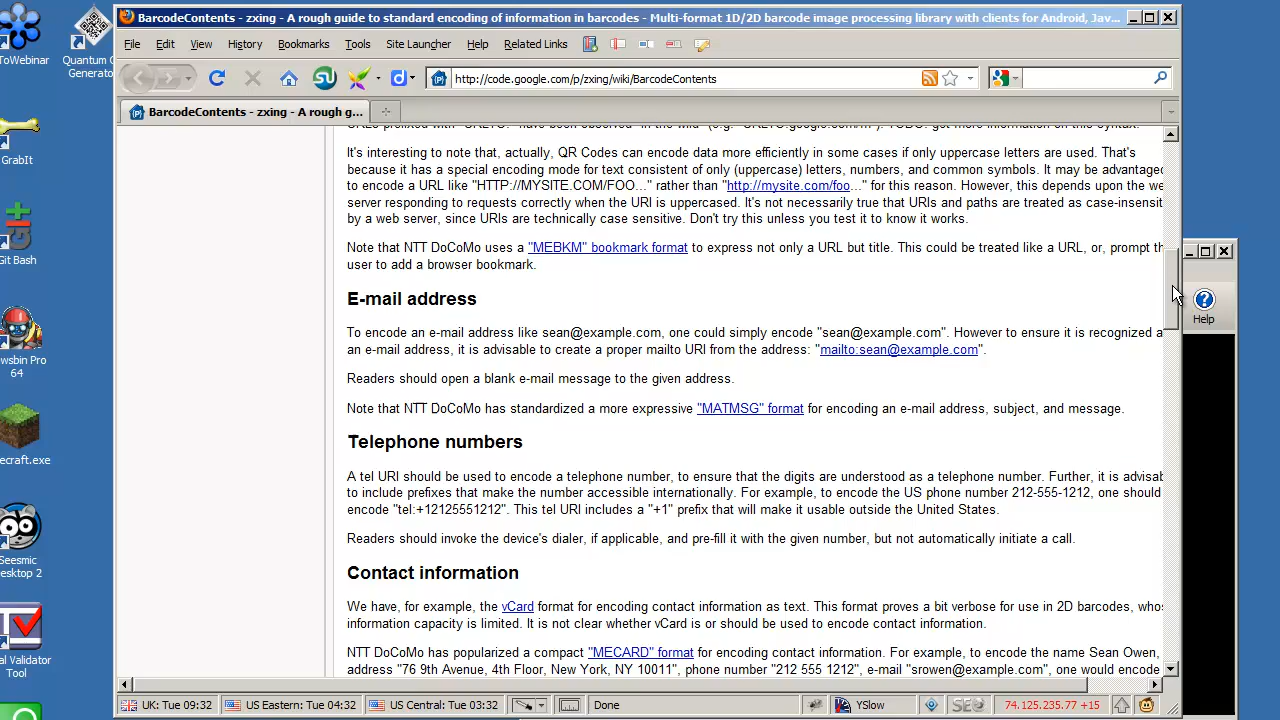 BarcodeContents - zxing - A rough guide to standard encoding of information in barcodes - Multi-format 1D/2D barcode image processing library with clients for Android, Jav...
File Edit View History Bookmarks Tools Site Launcher Help Related Links
http://code.google.com/p/zxing/wiki/BarcodeContents
BarcodeContents - zxing - A rough g...
It's interesting to note that, actually, QR Codes can encode data more efficiently in some cases if only uppercase letters are used. That's
because it has a special encoding mode for text consistent of only (uppercase) letters, numbers, and common symbols. It may be advantaged
to encode a URL like "HTTP://MYSITE.COM/FOO..." rather than "http://mysite.com/foo..." for this reason. However, this depends upon the we
server responding to requests correctly when the URI is uppercased. It's not necessarily true that URIs and paths are treated as case-insensit
by a web server, since URIs are technically case sensitive. Don't try this unless you test it to know it works.
Note that NTT DoCoMo uses a "MEBKM" bookmark format to express not only a URL but title. This could be treated like a URL, or, prompt th
user to add a browser bookmark.
E-mail address
To encode an e-mail address like sean@example.com, one could simply encode "sean@example.com". However to ensure it is recognized a
an e-mail address, it is advisable to create a proper mailto URI from the address: "mailto:sean@example.com".
Readers should open a blank e-mail message to the given address.
Note that NTT DoCoMo has standardized a more expressive "MATMSG" format for encoding an e-mail address, subject, and message.
Telephone numbers
A tel URI should be used to encode a telephone number, to ensure that the digits are understood as a telephone number. Further, it is advisab
to include prefixes that make the number accessible internationally. For example, to encode the US phone number 212-555-1212, one should
encode "tel:+12125551212". This tel URI includes a "+1" prefix that will make it usable outside the United States.
Readers should invoke the device's dialer, if applicable, and pre-fill it with the given number, but not automatically initiate a call.
Contact information
We have, for example, the vCard format for encoding contact information as text. This format proves a bit verbose for use in 2D barcodes, whos
information capacity is limited. It is not clear whether vCard is or should be used to encode contact information.
NTT DoCoMo has popularized a compact "MECARD" format for encoding contact information. For example, to encode the name Sean Owen,
address "76 9th Avenue, 4th Floor, New York, NY 10011", phone number "212 555 1212", e-mail "srowen@example.com", one would encode
UK: Tue 09:32 US Eastern: Tue 04:32 US Central: Tue 03:32 Done YSlow SEO 74.125.235.77 +15
ToWebinar
Quantum
Generato
GrabIt
Git Bash
ewsbin Pro
64
ecraft.exe
Seesmic
esktop 2
al Validator
Tool
Help